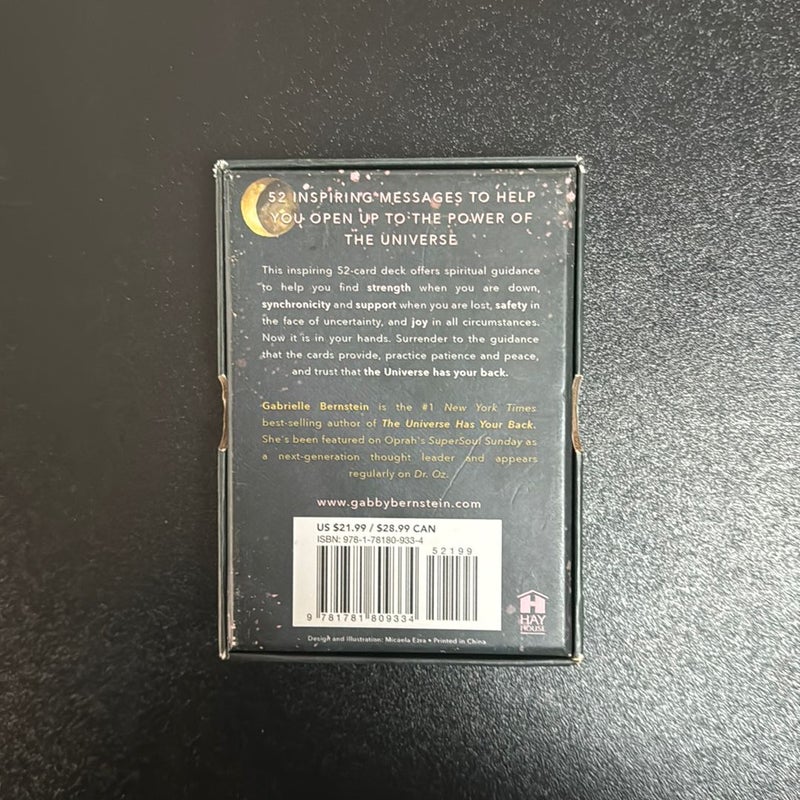 52 INSPIRING MESSAGES TO HELP
YOU OPEN UP TO THE POWER OF
THE UNIVERSE
This inspiring 52-card deck offers spiritual guidance
to help you find strength when you are down,
synchronicity and support when you are lost, safety in
the face of uncertainty, and joy in all circumstances.
Now it is in your hands. Surrender to the guidance
that the cards provide, practice patience and peace,
and trust that the Universe has your back.
Gabrielle Bernstein is the #1 New York Times
best-selling author of The Universe Has Your Back.
She's been featured on Oprah's SuperSoul Sunday as
a next-generation thought leader and appears
regularly on Dr. Oz.
www.gabbybernstein.com
US $21.99 / $28.99 CAN
ISBN: 978-1-78180-933-4
52199
9 781781 809334
HAY
HOUSE
Design and Illustration: Micaela Ezra • Printed in China